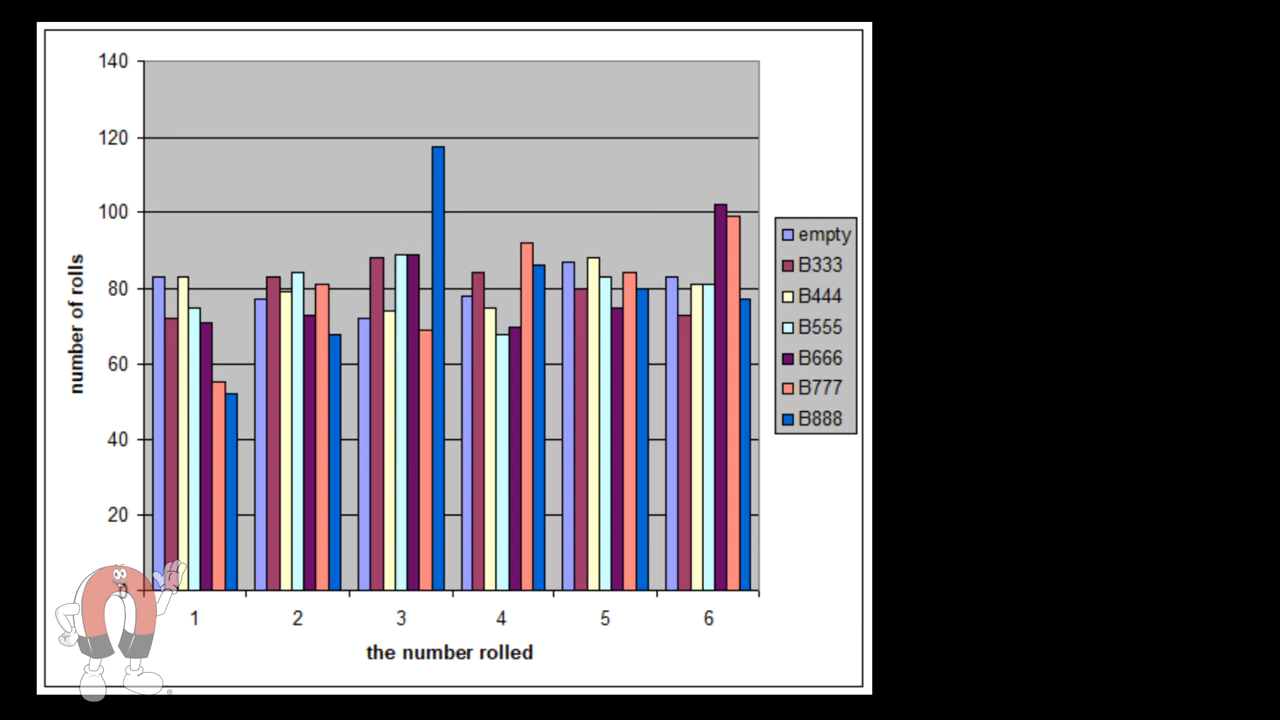 140
120
100
80
60
40
20
number of rolls
1 2 3 4 5 6
the number rolled
empty
B333
B444
B555
B666
B777
B888